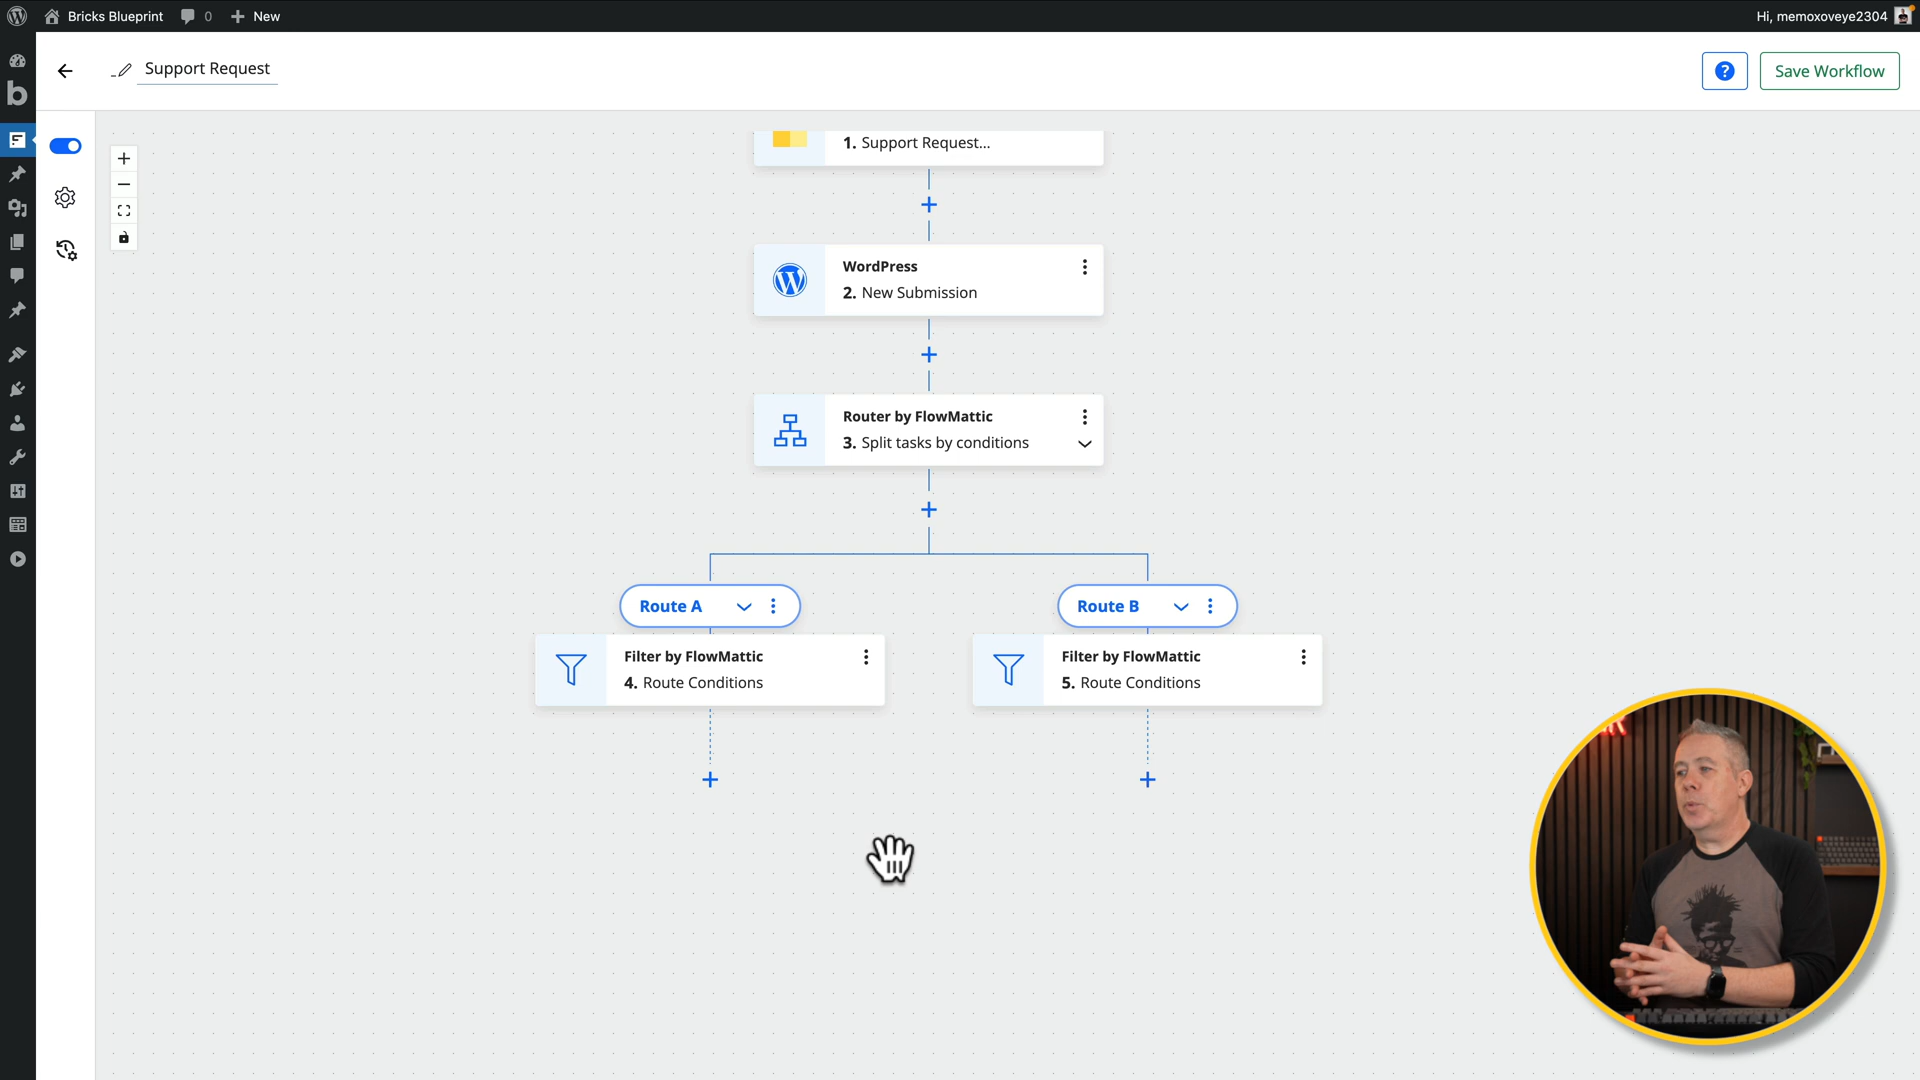 Bricks Blueprint
0
New
Hi, memoxoveye2304
Support Request
?
Save Workflow
1. Support Request...
WordPress
2. New Submission
Router by FlowMattic
3. Split tasks by conditions
Route A
Route B
Filter by FlowMattic
4. Route Conditions
Filter by FlowMattic
5. Route Conditions